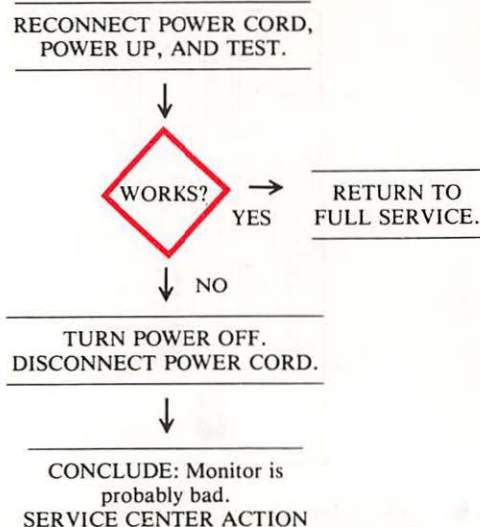 RECONNECT POWER CORD,
POWER UP, AND TEST.
WORKS?
YES
RETURN TO
FULL SERVICE.
NO
TURN POWER OFF.
DISCONNECT POWER CORD.
CONCLUDE: Monitor is
probably bad.
SERVICE CENTER ACTION